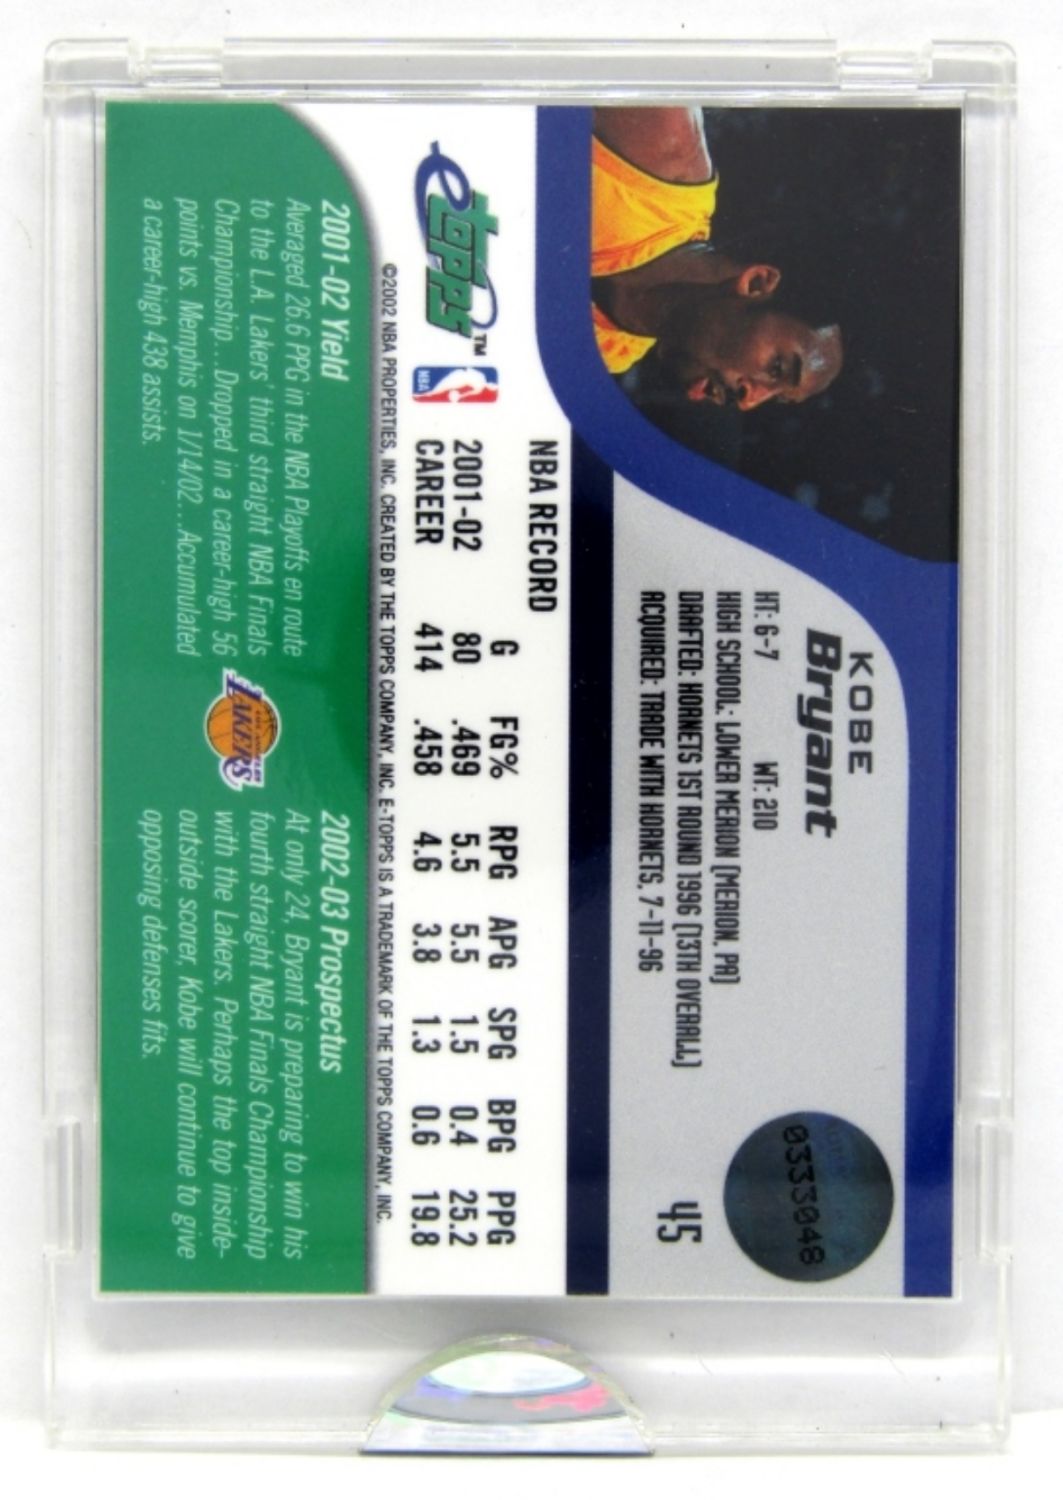 KOBE
Bryant
HT: 6-7 WT: 210
HIGH SCHOOL: LOWER MERION (MERION, PA)
DRAFTED: HORNETS 1ST ROUND 1996 (13TH OVERALL)
ACQUIRED: TRADE WITH HORNETS, 7-11-96
0333048
45
NBA RECORD
G FG% RPG APG SPG BPG PPG
2001-02 80 .469 5.5 5.5 1.5 0.4 25.2
CAREER 414 .458 4.6 3.8 1.3 0.6 19.8
etopps™
NBA
©2002 NBA PROPERTIES, INC. CREATED BY THE TOPPS COMPANY, INC. E-TOPPS IS A TRADEMARK OF THE TOPPS COMPANY, INC.
2001-02 Yield
Averaged 26.6 PPG in the NBA Playoffs en route
to the L.A. Lakers' third straight NBA Finals
Championship...Dropped in a career-high 56
points vs. Memphis on 1/14/02...Accumulated
a career-high 438 assists.
LOS ANGELES
LAKERS
2002-03 Prospectus
At only 24, Bryant is preparing to win his
fourth straight NBA Finals Championship
with the Lakers. Perhaps the top inside-
outside scorer, Kobe will continue to give
opposing defenses fits.